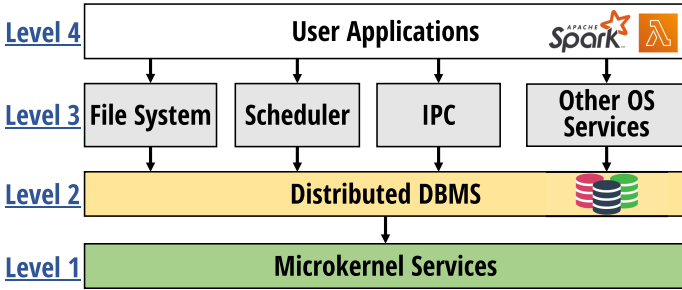 Level 4
User Applications
APACHE
Spark™
Level 3
File System
Scheduler
IPC
Other OS
Services
Level 2
Distributed DBMS
Level 1
Microkernel Services